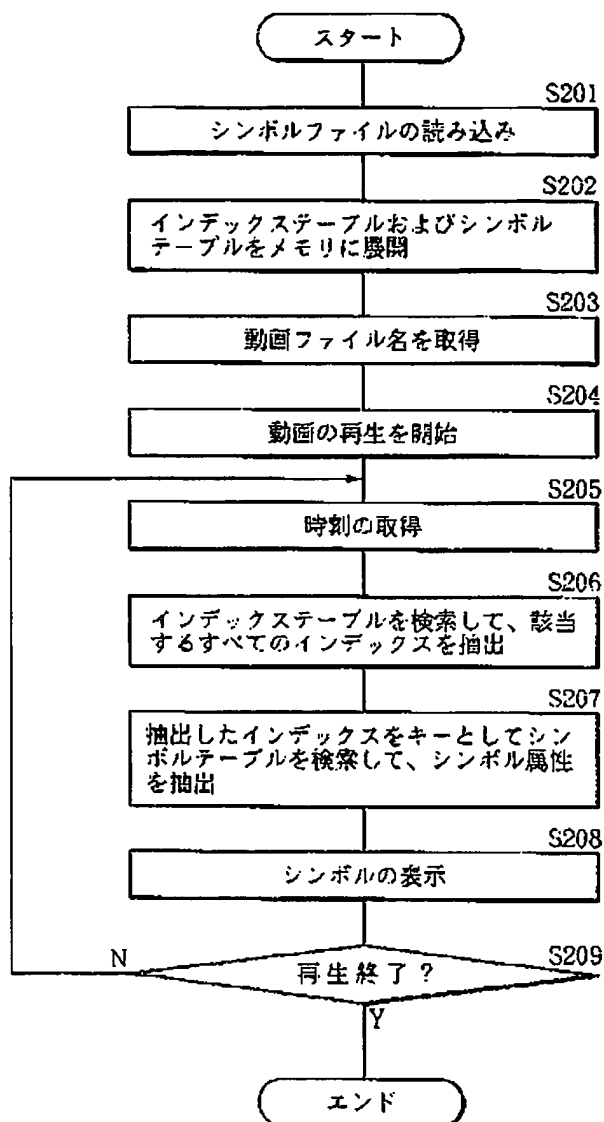 スタート
S201
シンボルファイルの読み込み
S202
インデックステーブルおよびシンボル
テーブルをメモリに展開
S203
動画ファイル名を取得
S204
動画の再生を開始
S205
時刻の取得
S206
インデックステーブルを検索して、該当
するすべてのインデックスを抽出
S207
抽出したインデックスをキーとしてシン
ボルテーブルを検索して、シンボル属性
を抽出
S208
シンボルの表示
S209
N
再生終了?
Y
エンド